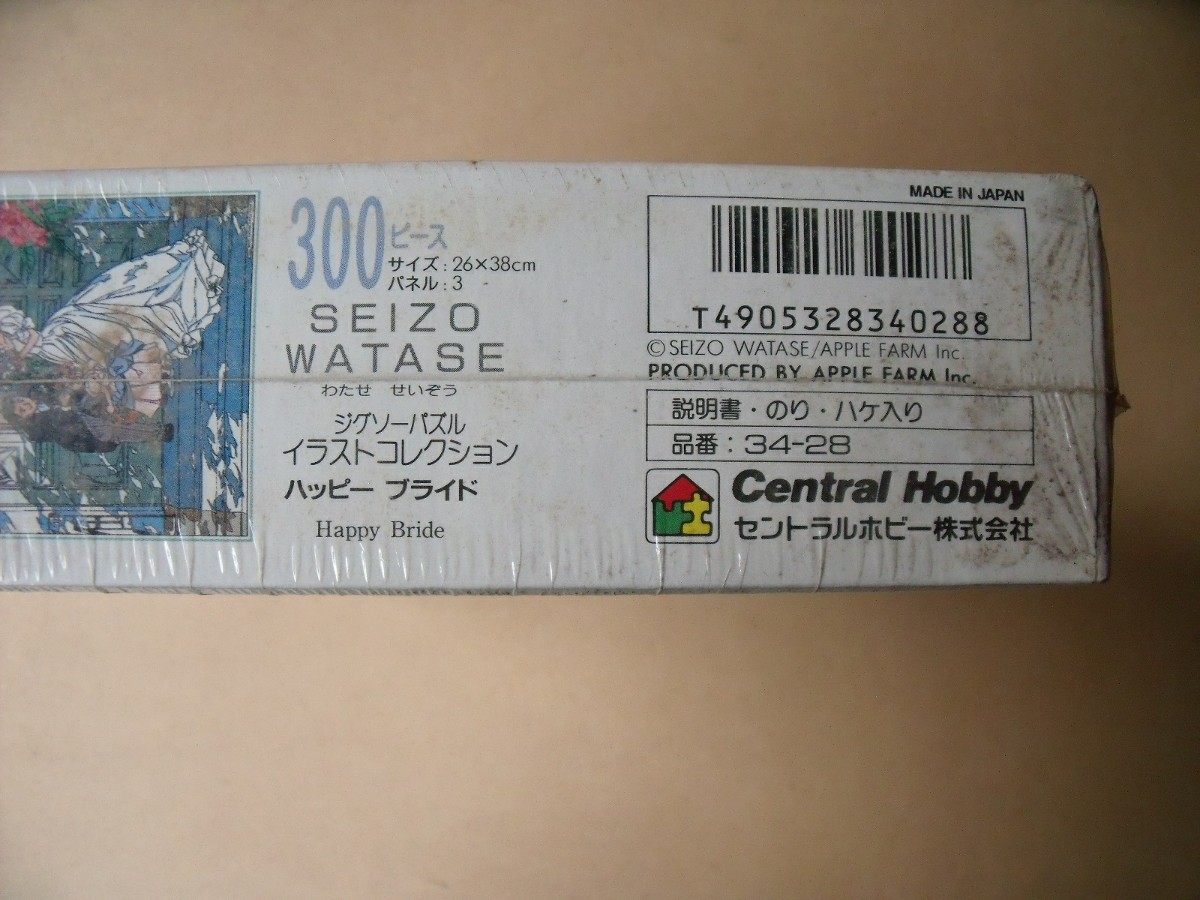 300ピース
サイズ：26×38cm
パネル：3
SEIZO
WATASE
わたせ せいぞう
ジグソーパズル
イラストコレクション
ハッピー ブライド
Happy Bride
MADE IN JAPAN
T4905328340288
©SEIZO WATASE/APPLE FARM Inc.
PRODUCED BY APPLE FARM Inc.
説明書・のり・ハケ入り
品番：34-28
Central Hobby
セントラルホビー株式会社